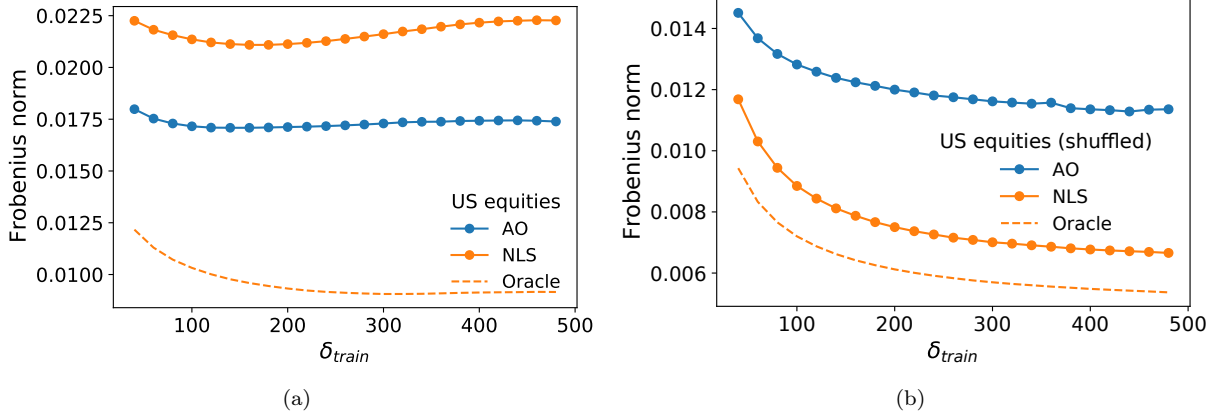 0.0225
0.0200
0.0175
0.0150
0.0125
0.0100
Frobenius norm
US equities
AO
NLS
Oracle
100 200 300 400 500
δtrain
(a)
0.014
0.012
0.010
0.008
0.006
Frobenius norm
US equities (shuffled)
AO
NLS
Oracle
100 200 300 400 500
δtrain
(b)